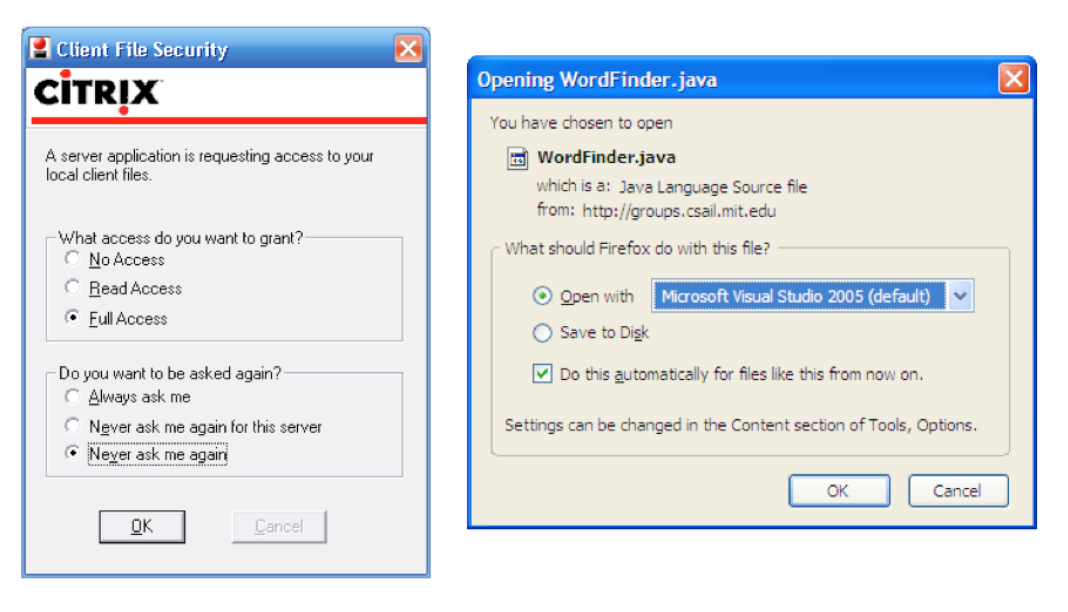 Client File Security
CİTRİX
A server application is requesting access to your
local client files.
What access do you want to grant?
No Access
Read Access
Full Access
Do you want to be asked again?
Always ask me
Never ask me again for this server
Never ask me again
OK
Cancel
Opening WordFinder.java
You have chosen to open
WordFinder.java
which is a: Java Language Source file
from: http://groups.csail.mit.edu
What should Firefox do with this file?
Open with Microsoft Visual Studio 2005 (default)
Save to Disk
Do this automatically for files like this from now on.
Settings can be changed in the Content section of Tools, Options.
OK Cancel